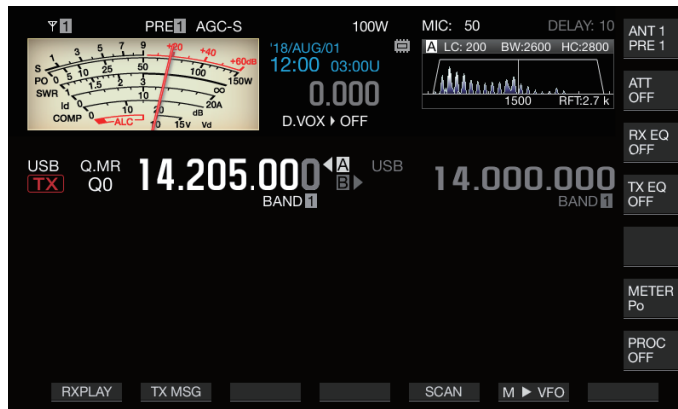 1 PRE1 AGC-S 100W MIC: 50 DELAY: 10
ANT 1
PRE 1
1 3 5 7 9 +20 +40 +60dB
S
PO 0 5 10 25 50 100 150W
SWR 1 1.5 2 3 ∞
Id 0 10 20A
COMP 0 10 20 dB
ALC 10 15V Vd
'18/AUG/01
12:00 03:00U
0.000
D.VOX ▸ OFF
A LC: 200 BW:2600 HC:2800
1500 RFT:2.7 k
ATT
OFF
RX EQ
OFF
USB Q.MR 14.205.000 ◀A USB 14.000.000
TX Q0 B▶
BAND 1 BAND 1
TX EQ
OFF
METER
Po
PROC
OFF
RXPLAY TX MSG SCAN M ▶ VFO